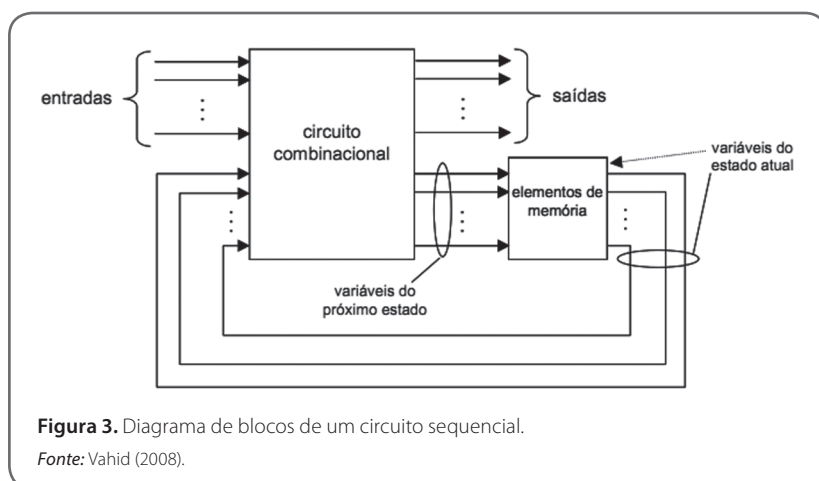 entradas
circuito
combinacional
saídas
variáveis do
estado atual
elementos de
memória
variáveis do
próximo estado
Figura 3. Diagrama de blocos de um circuito sequencial.
Fonte: Vahid (2008).